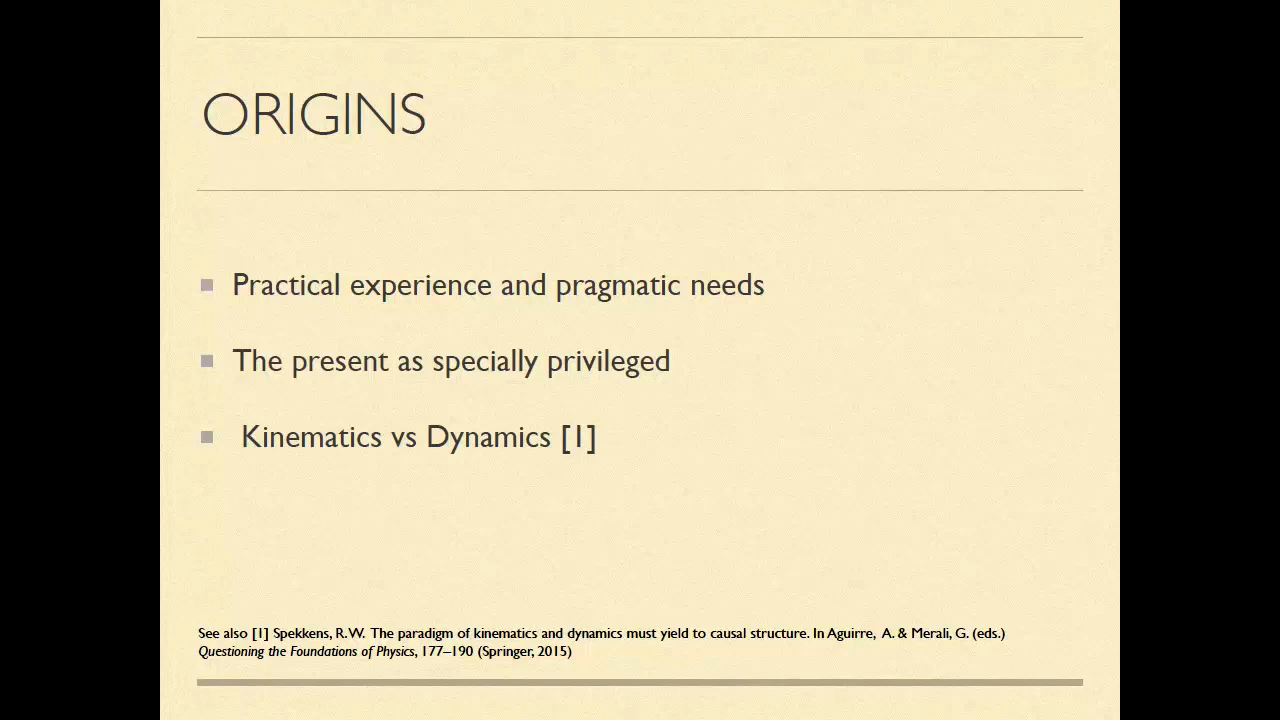 ORIGINS
Practical experience and pragmatic needs
The present as specially privileged
Kinematics vs Dynamics [1]
See also [1] Spekkens, R.W. The paradigm of kinematics and dynamics must yield to causal structure. In Aguirre, A. & Merali, G. (eds.)
Questioning the Foundations of Physics, 177–190 (Springer, 2015)